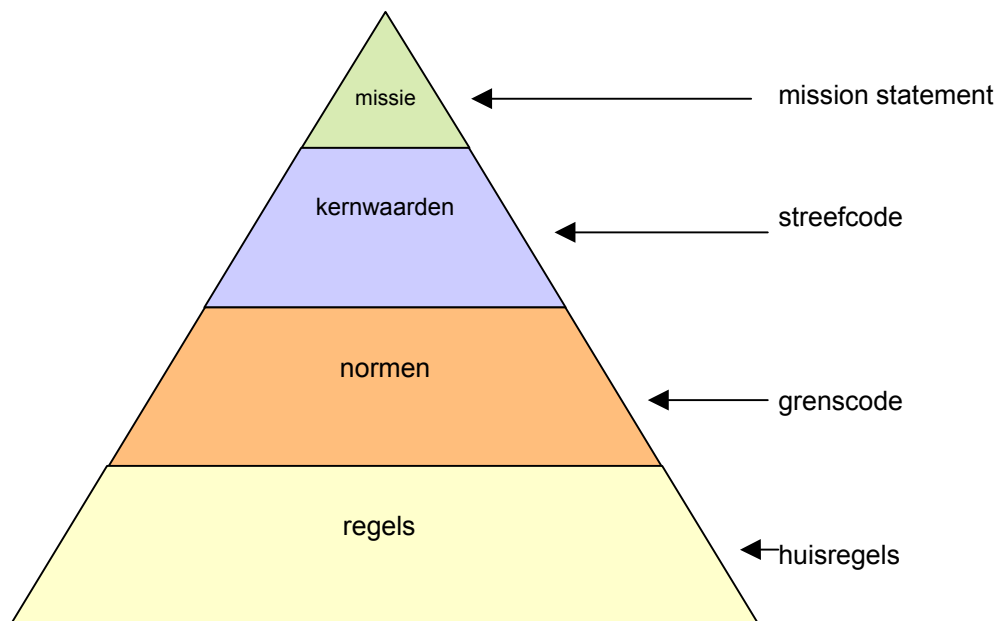 missie
mission statement
kernwaarden
streefcode
normen
grenscode
regels
huisregels